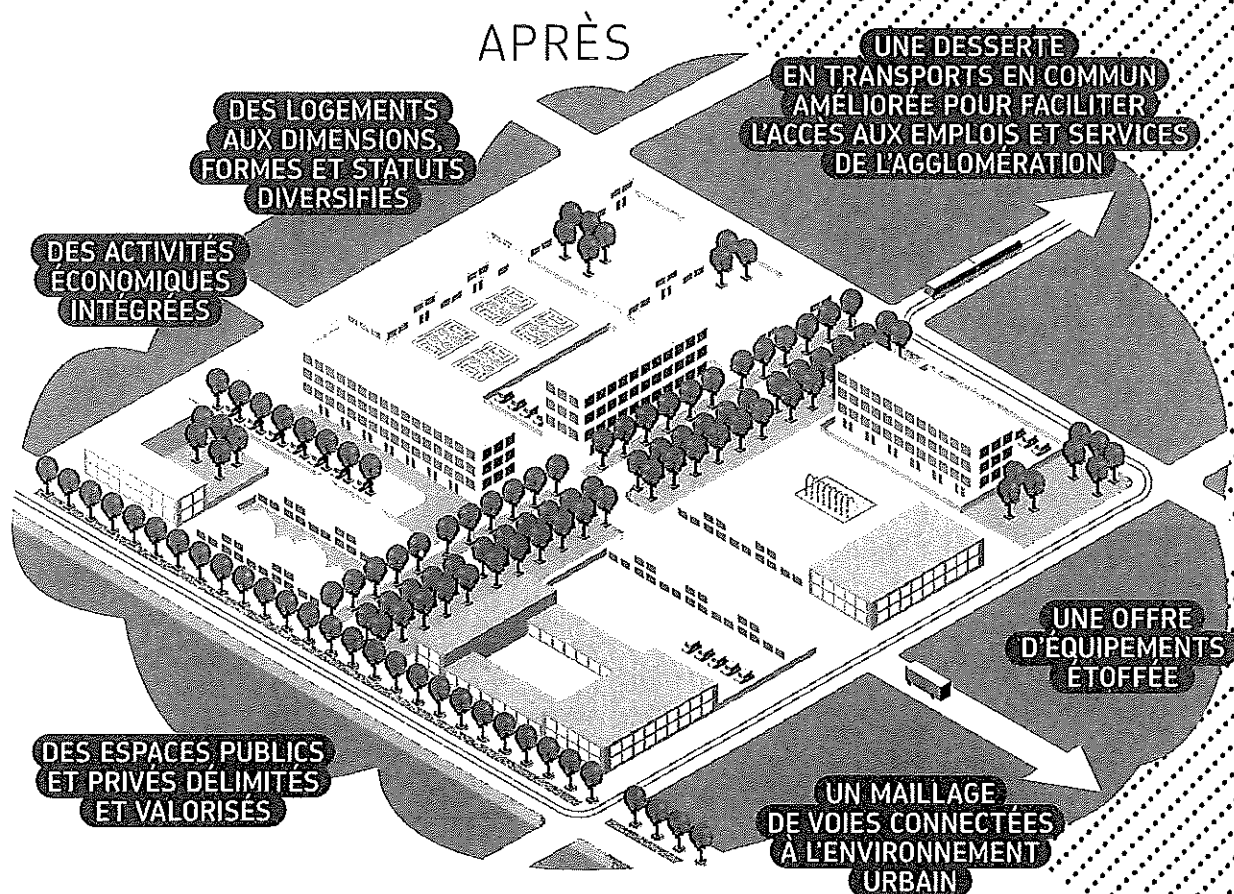 APRÈS
DES LOGEMENTS
AUX DIMENSIONS,
FORMES ET STATUTS
DIVERSIFIÉS
UNE DESSERTE
EN TRANSPORTS EN COMMUN
AMÉLIORÉE POUR FACILITER
L'ACCÈS AUX EMPLOIS ET SERVICES
DE L'AGGLOMÉRATION
DES ACTIVITÉS
ÉCONOMIQUES
INTÉGRÉES
UNE OFFRE
D'ÉQUIPEMENTS
ÉTOFFÉE
DES ESPACES PUBLICS
ET PRIVÉS DÉLIMITÉS
ET VALORISÉS
UN MAILLAGE
DE VOIES CONNECTÉES
À L'ENVIRONNEMENT
URBAIN